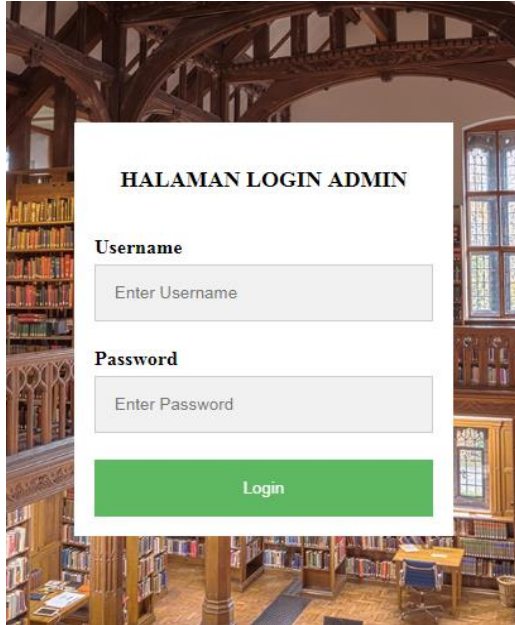 HALAMAN LOGIN ADMIN
Username
Enter Username
Password
Enter Password
Login